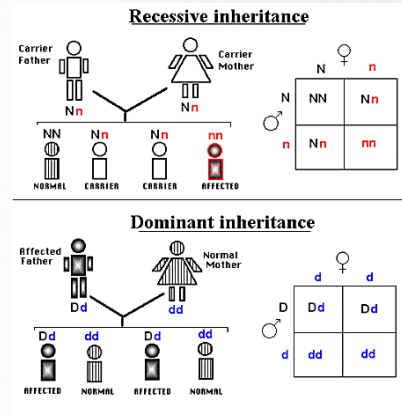 Recessive inheritance
Carrier
Father
Carrier
Mother
Nn
Nn
NN
Nn
Nn
nn
NORMAL
CARRIER
CARRIER
AFFECTED
♀
N
n
♂
N
NN
Nn
n
Nn
nn
Dominant inheritance
Affected
Father
Normal
Mother
Dd
dd
Dd
dd
Dd
dd
AFFECTED
NORMAL
AFFECTED
NORMAL
♀
d
d
♂
D
Dd
Dd
d
dd
dd